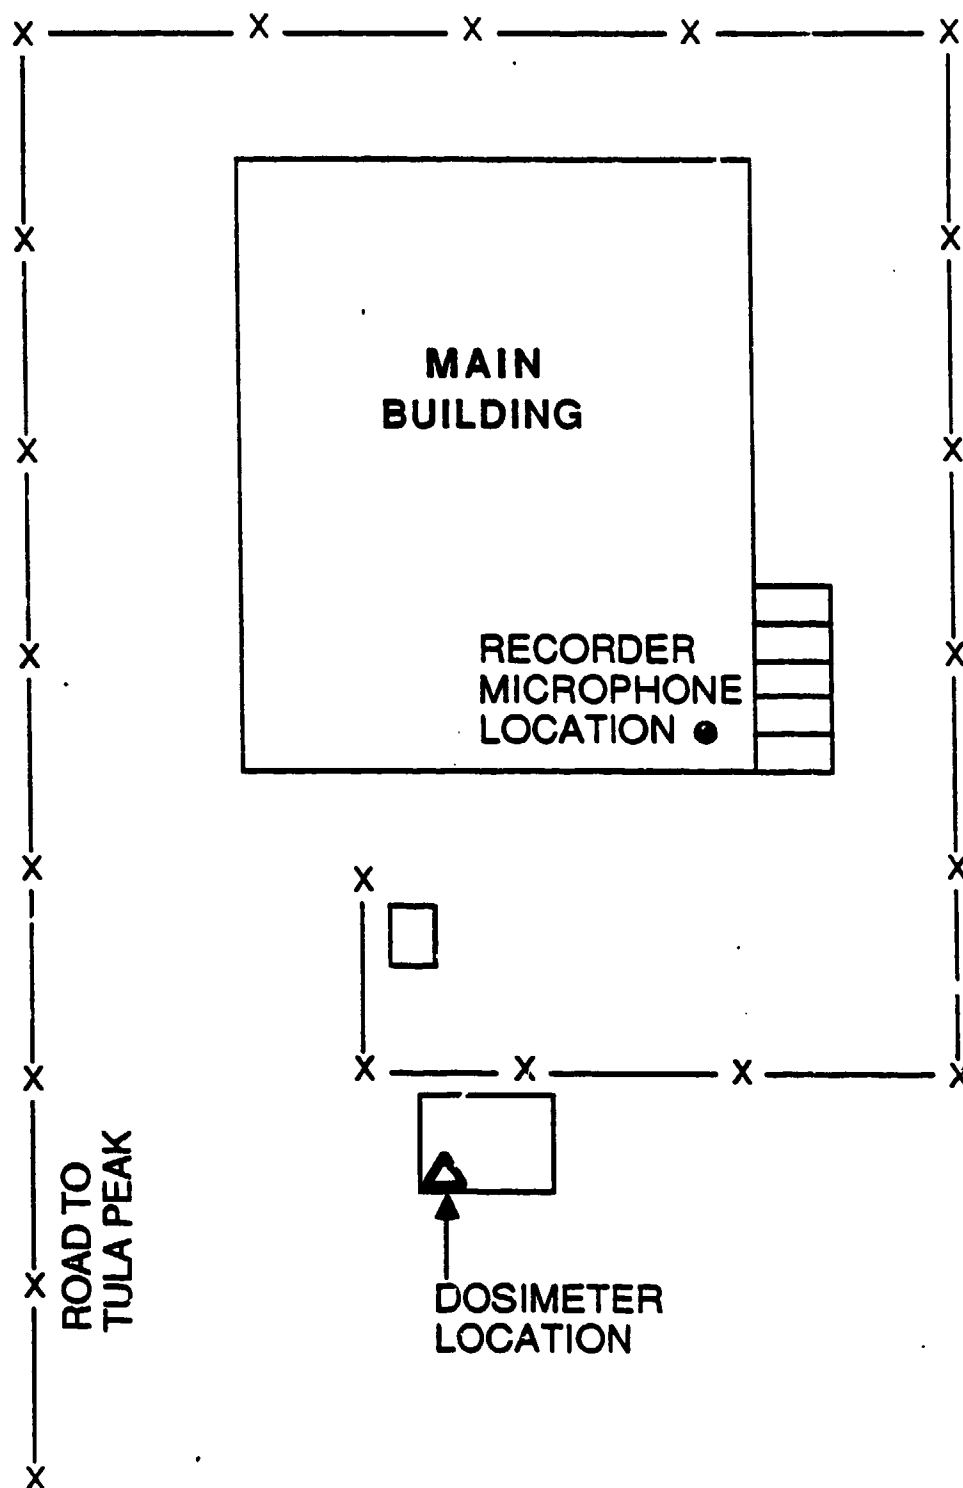 MAIN
BUILDING
RECORDER
MICROPHONE
LOCATION
ROAD TO
TULA PEAK
DOSIMETER
LOCATION